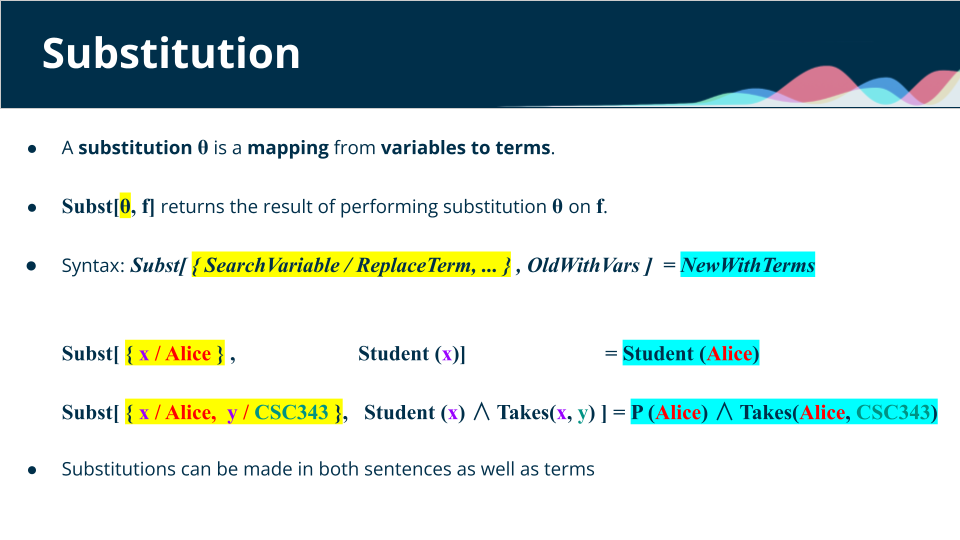 Substitution
● A substitution θ is a mapping from variables to terms.
● Subst[θ, f] returns the result of performing substitution θ on f.
● Syntax: Subst[ { SearchVariable / ReplaceTerm, ... } , OldWithVars ] = NewWithTerms
Subst[ { x / Alice } , Student (x)] = Student (Alice)
Subst[ { x / Alice, y / CSC343 }, Student (x) ∧ Takes(x, y) ] = P (Alice) ∧ Takes(Alice, CSC343)
● Substitutions can be made in both sentences as well as terms